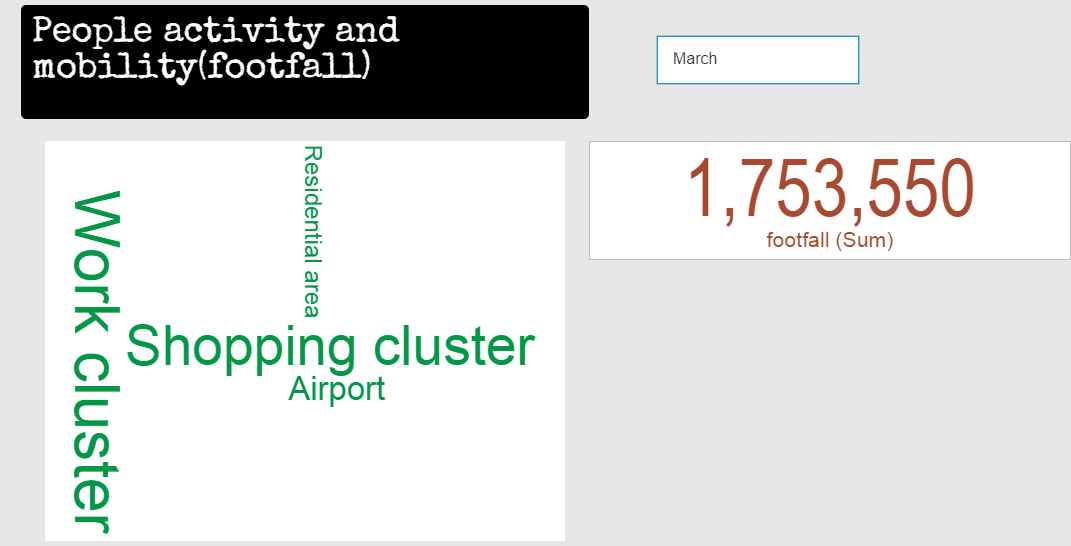 People activity and
mobility(footfall)
March
Work cluster
Residential area
Shopping cluster
Airport
1,753,550
footfall (Sum)